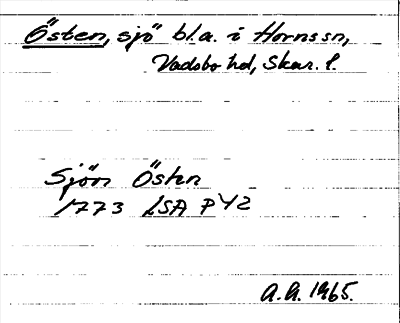 Östen, sjö bl.a. i Hornssn,
Vadsbo hd, Skar. l.
Sjön Östen
1773 LSA P42
A.G. 1965.